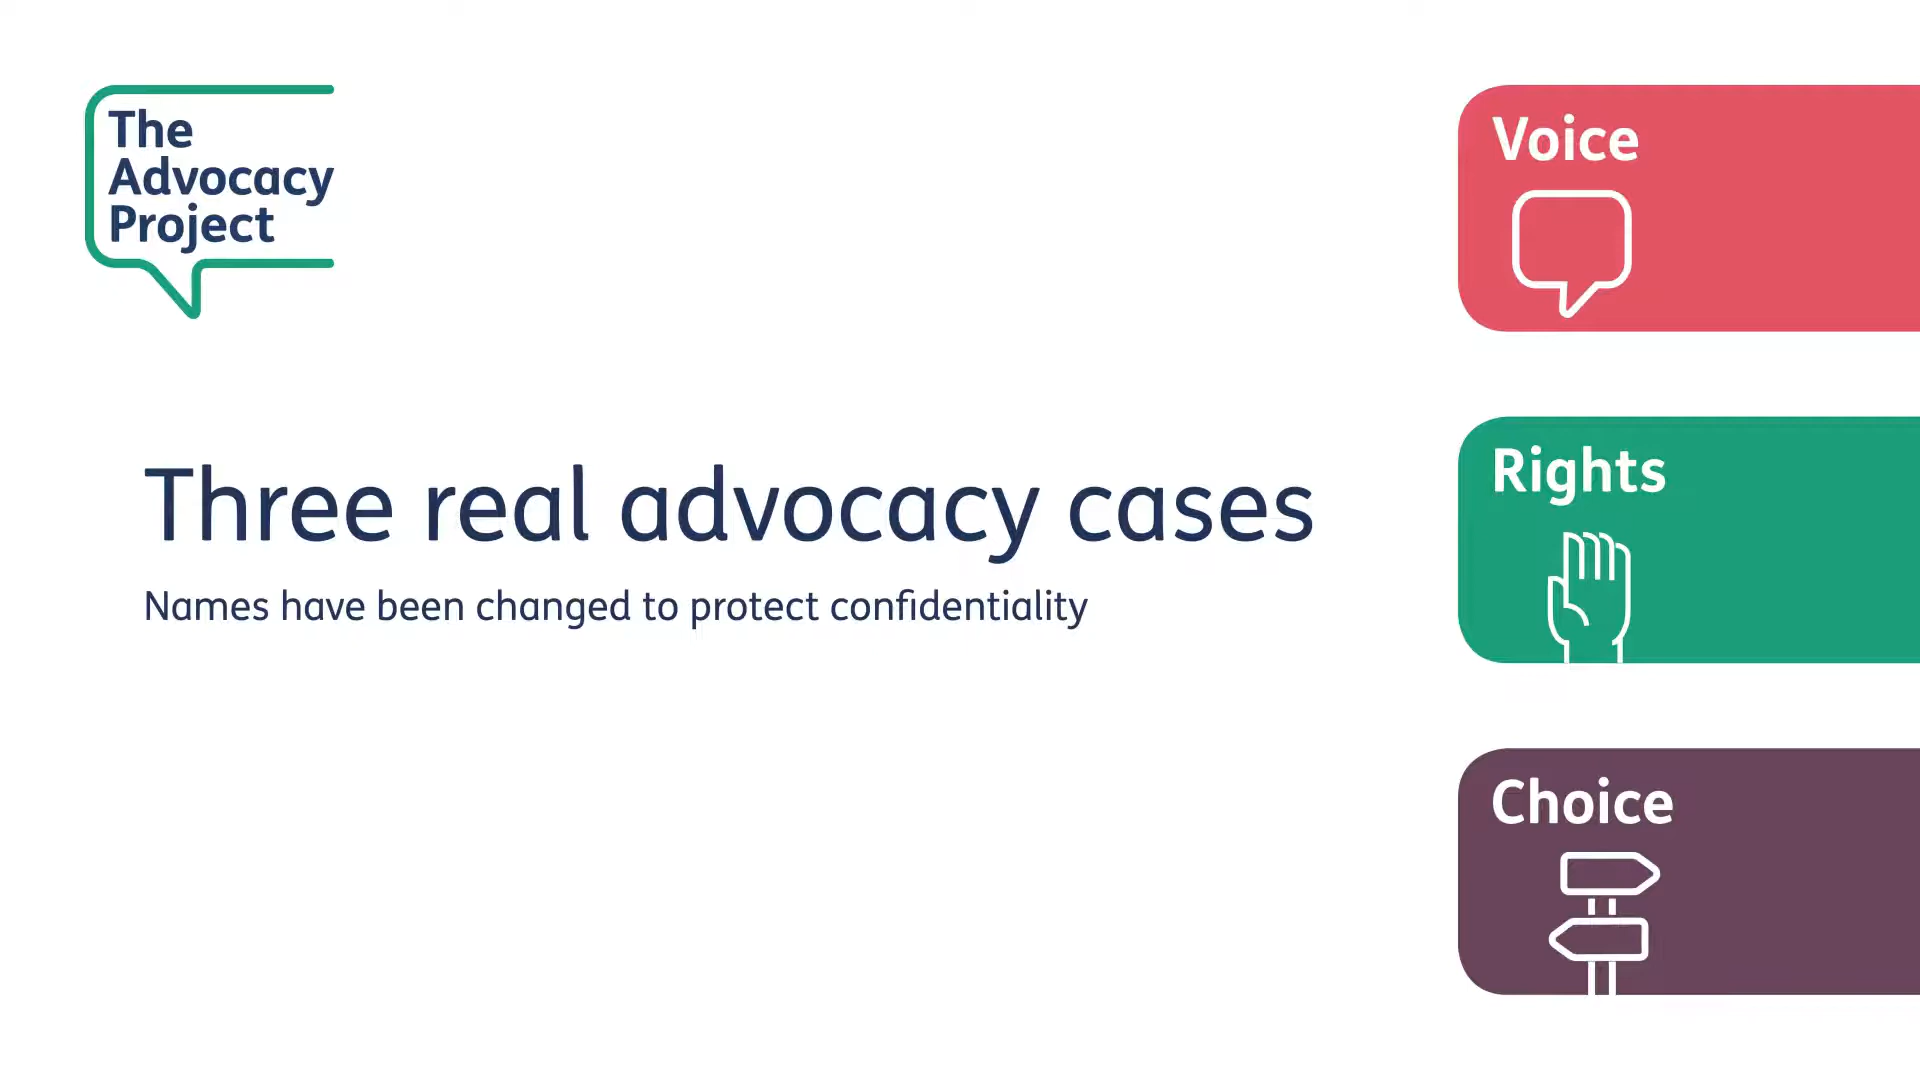 The
Advocacy
Project
Three real advocacy cases
Names have been changed to protect confidentiality
Voice
Rights
Choice